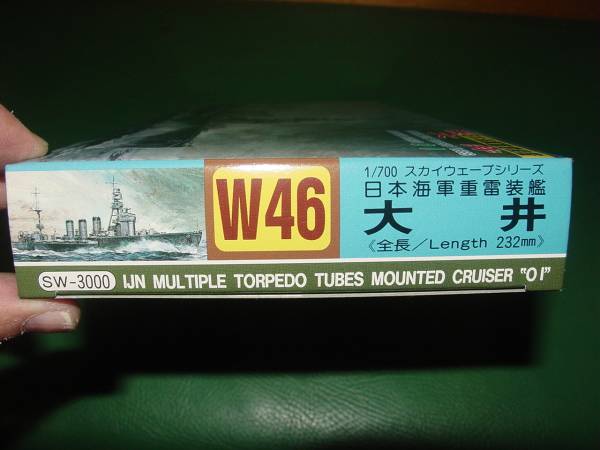 W46
1/700 スカイウェーブシリーズ
日本海軍重雷装艦
大井
《全長/Length 232mm》
SW-3000 IJN MULTIPLE TORPEDO TUBES MOUNTED CRUISER "OI"